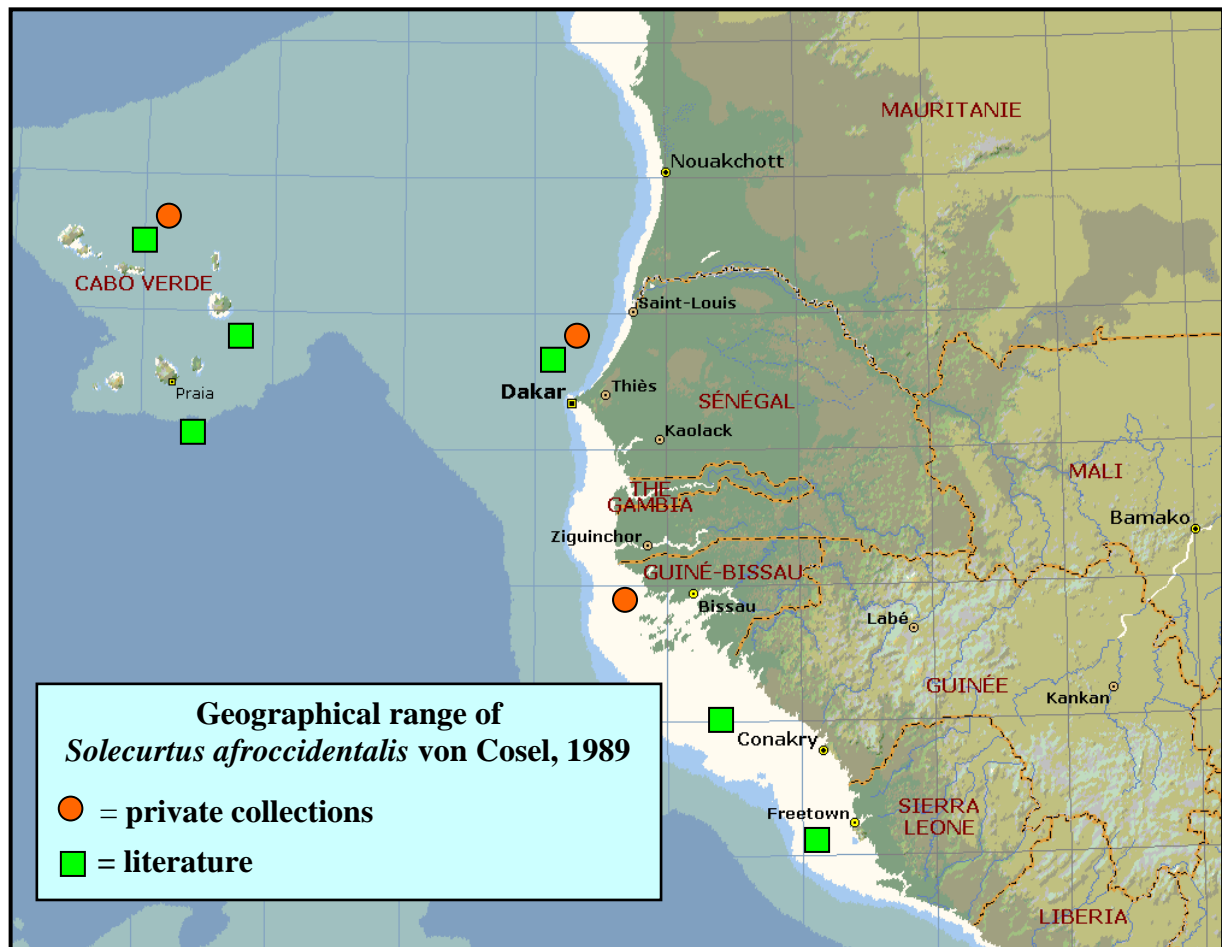 MAURITANIE
Nouakchott
CABO VERDE
Saint-Louis
Praia
Dakar
Thiès
SÉNÉGAL
Kaolack
MALI
THE
GAMBIA
Bamako
Ziguinchor
GUINÉ-BISSAU
Bissau
Labé
GUINÉE
Kankan
Conakry
Freetown
SIERRA
LEONE
LIBERIA
Geographical range of
Solecurtus afroccidentalis von Cosel, 1989
= private collections
= literature